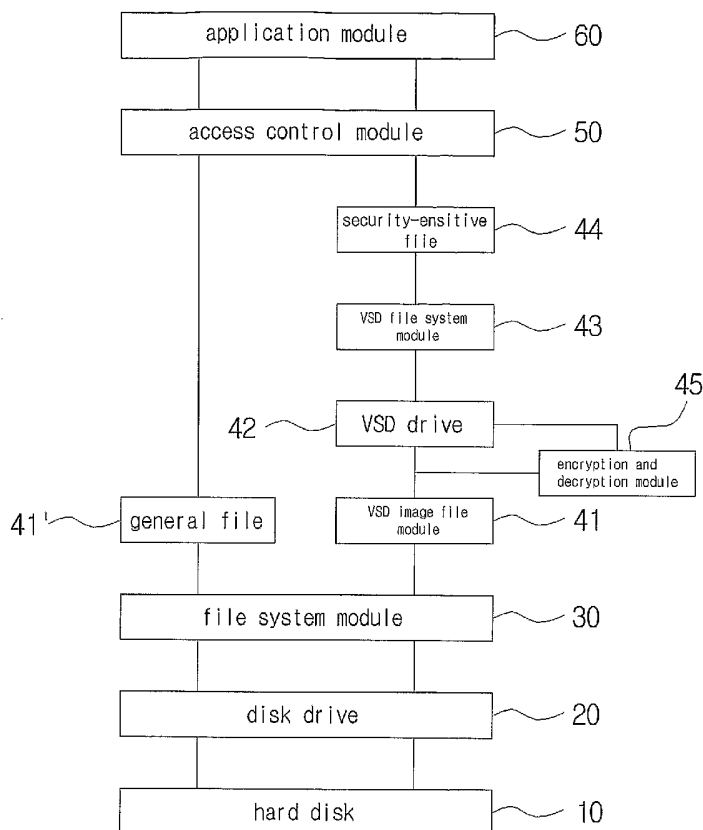 application module
60
access control module
50
security-ensitive
file
44
VSD file system
module
43
45
42
VSD drive
encryption and
decryption module
41'
general file
VSD image file
module
41
file system module
30
disk drive
20
hard disk
10